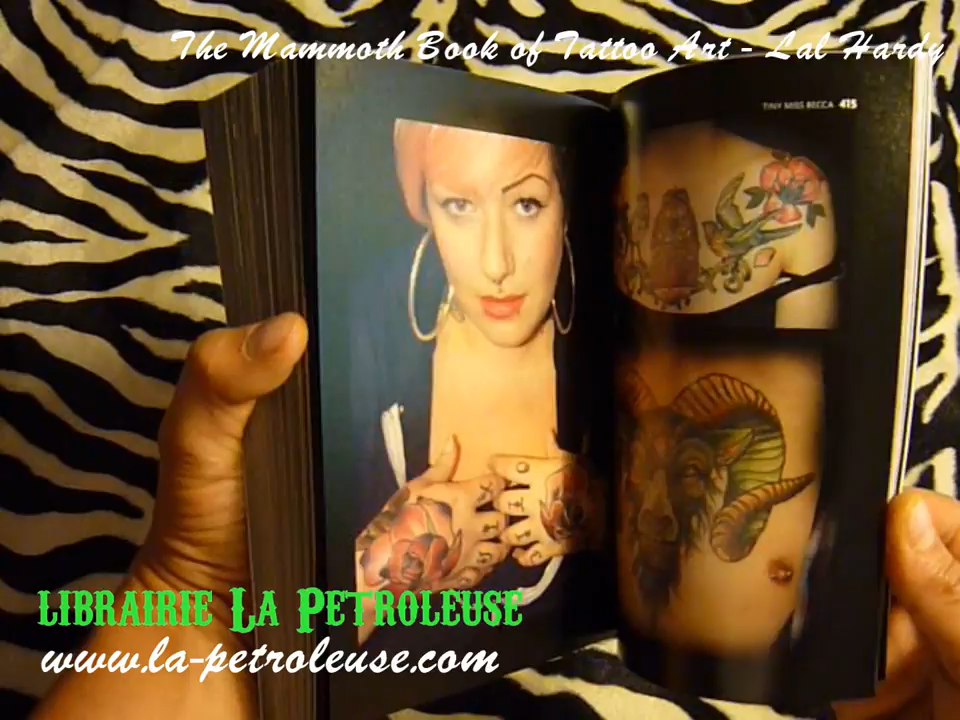 The Mammoth Book of Tattoo Art - Lal Hardy
TINY MISS BECCA 415
LIBRAIRIE LA PETROLEUSE
www.la-petroleuse.com